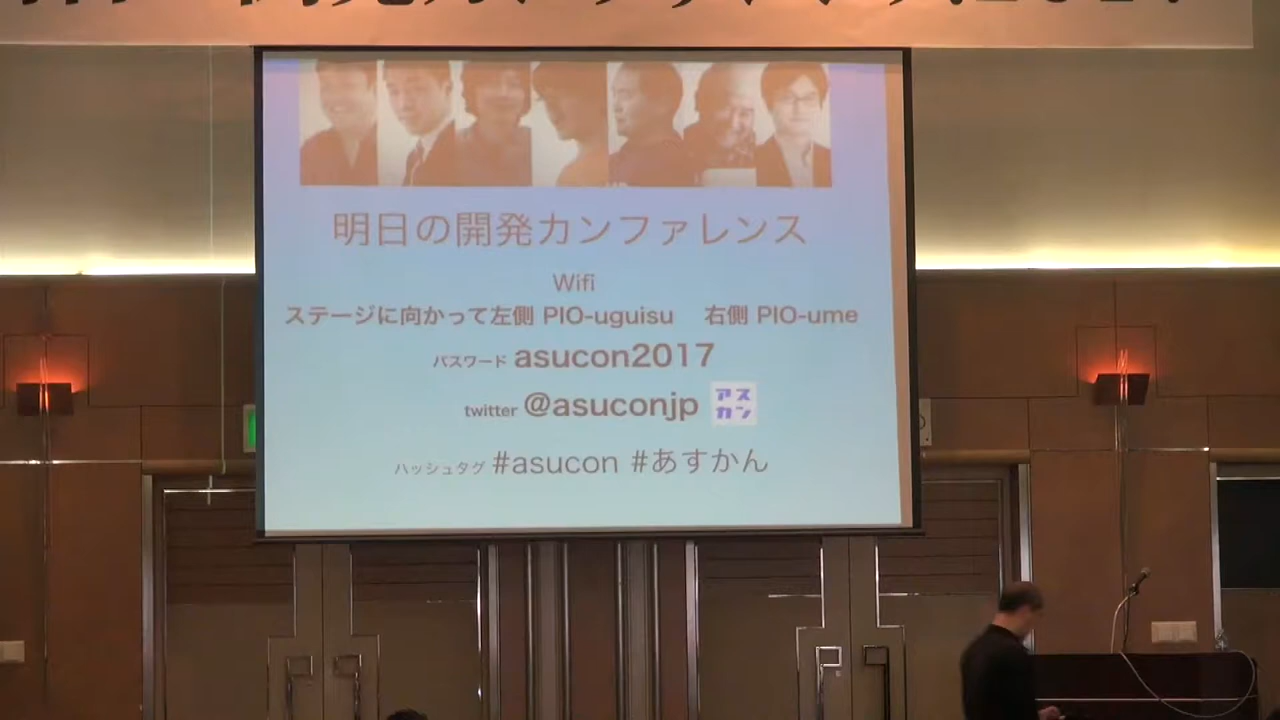 明日の開発カンファレンス
Wifi
ステージに向かって左側 PIO-uguisu 右側 PIO-ume
パスワード asucon2017
twitter @asuconjp アスカン
ハッシュタグ #asucon #あすかん